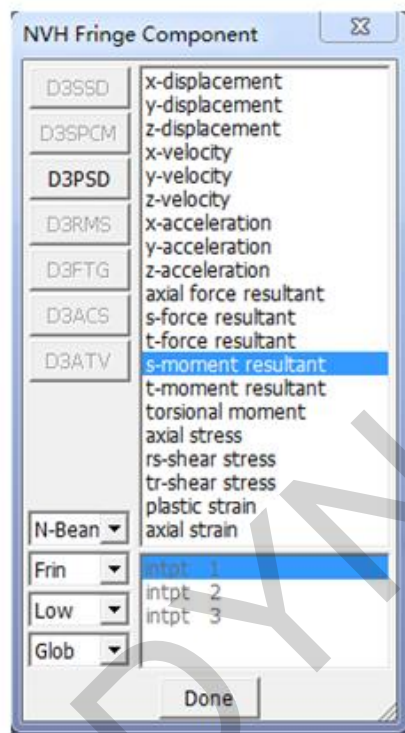 NVH Fringe Component
D3SSD
D3SPCM
D3PSD
D3RMS
D3FTG
D3ACS
D3ATV
x-displacement
y-displacement
z-displacement
x-velocity
y-velocity
z-velocity
x-acceleration
y-acceleration
z-acceleration
axial force resultant
s-force resultant
t-force resultant
s-moment resultant
t-moment resultant
torsional moment
axial stress
rs-shear stress
tr-shear stress
plastic strain
axial strain
N-Bean
Frin
Low
Glob
intpt 1
intpt 2
intpt 3
Done
DYN